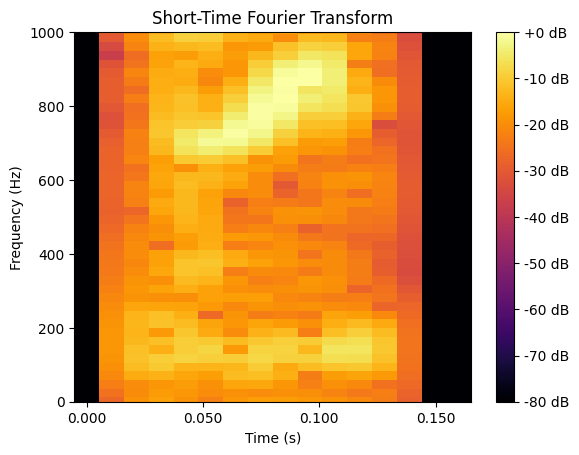 Short-Time Fourier Transform
1000
800
600
400
200
0
Frequency (Hz)
0.000
0.050
0.100
0.150
Time (s)
+0 dB
-10 dB
-20 dB
-30 dB
-40 dB
-50 dB
-60 dB
-70 dB
-80 dB